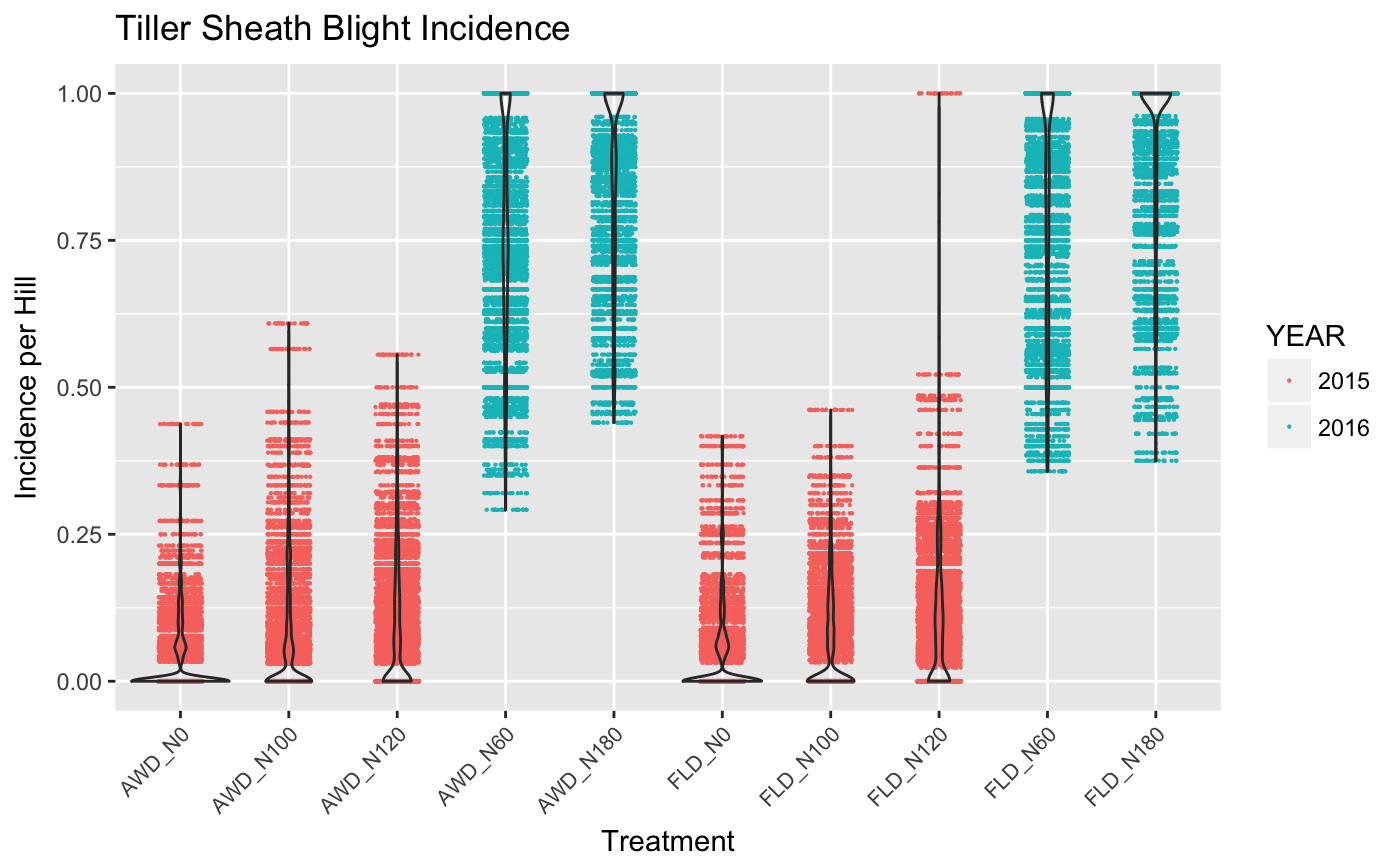 Tiller Sheath Blight Incidence
Incidence per Hill
1.00
0.75
0.50
0.25
0.00
AWD_N0
AWD_N100
AWD_N120
AWD_N60
AWD_N180
FLD_N0
FLD_N100
FLD_N120
FLD_N60
FLD_N180
Treatment
YEAR
2015
2016